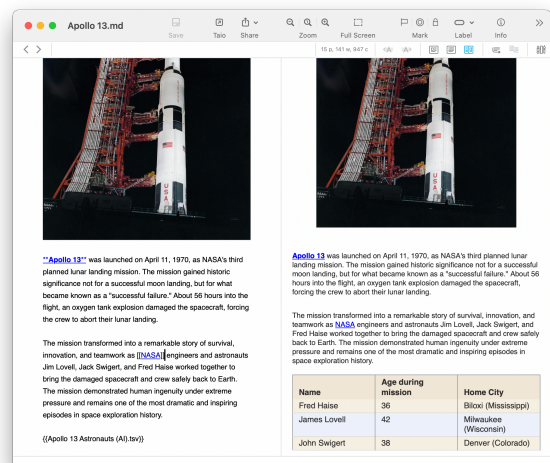 Apollo 13.md
Save
Talo
Share
Zoom
Full Screen
Mark
Label
Info
15 p, 141 w, 947 c
<A>
(A)
USA
USA
**Apollo 13** was launched on April 11, 1970, as NASA's third
planned lunar landing mission. The mission gained historic
significance not for a successful moon landing, but for what
became known as a "successful failure." About 56 hours into the
flight, an oxygen tank explosion damaged the spacecraft, forcing
the crew to abort their lunar landing.
The mission transformed into a remarkable story of survival,
innovation, and teamwork as [[NASA]] engineers and astronauts
Jim Lovell, Jack Swigert, and Fred Haise worked together to
bring the damaged spacecraft and crew safely back to Earth.
The mission demonstrated human ingenuity under extreme
pressure and remains one of the most dramatic and inspiring
episodes in space exploration history.
{{Apollo 13 Astronauts (AI).tsv}}
Apollo 13 was launched on April 11, 1970, as NASA's third lunar
landing mission. The mission gained historic significance not for a successful
moon landing, but for what became known as a "successful failure." About 56
hours into the flight, an oxygen tank explosion damaged the spacecraft,
forcing the crew to abort their lunar landing.
The mission transformed into a remarkable story of survival, innovation, and
teamwork as NASA engineers and astronauts Jim Lovell, Jack Swigert, and
Fred Haise worked together to bring the damaged spacecraft and crew safely
back to Earth. The mission demonstrated human ingenuity under extreme
pressure and remains one of the most dramatic and inspiring episodes in
space exploration history.
Name Age during mission Home City
Fred Haise 36 Biloxi (Mississippi)
James Lovell 42 Milwaukee (Wisconsin)
John Swigert 38 Denver (Colorado)